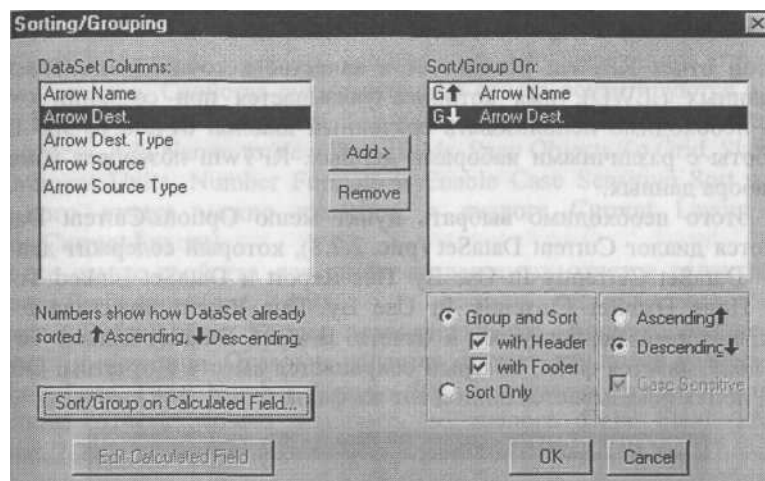 Sorting/Grouping
DataSet Columns:
Arrow Name
Arrow Dest.
Arrow Dest. Type
Arrow Source
Arrow Source Type
Add >
Remove
Sort/Group On:
G↑ Arrow Name
G↓ Arrow Dest.
Numbers show how DataSet already
sorted. ↑Ascending, ↓Descending.
Sort/Group on Calculated Field...
Edit Calculated Field
Group and Sort
with Header
with Footer
Sort Only
Ascending↑
Descending↓
Case Sensitive
OK
Cancel